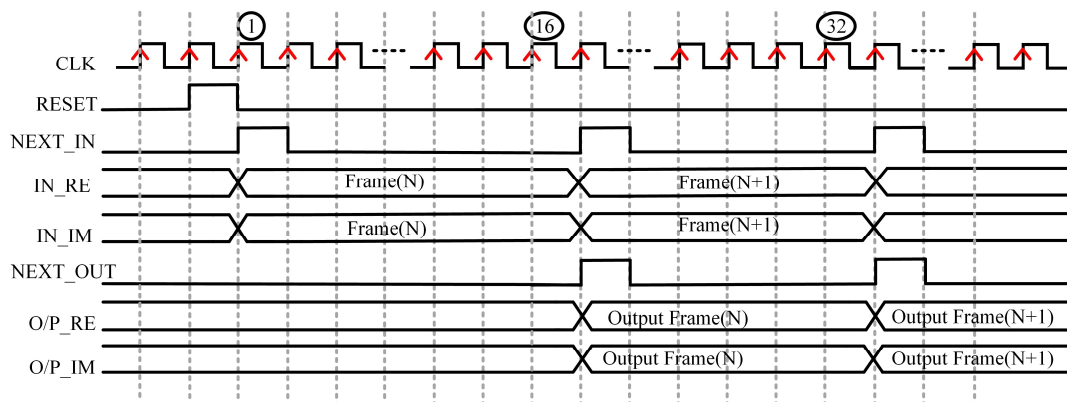 1 16 32
CLK
RESET
NEXT_IN
IN_RE Frame(N) Frame(N+1)
IN_IM Frame(N) Frame(N+1)
NEXT_OUT
O/P_RE Output Frame(N) Output Frame(N+1)
O/P_IM Output Frame(N) Output Frame(N+1)